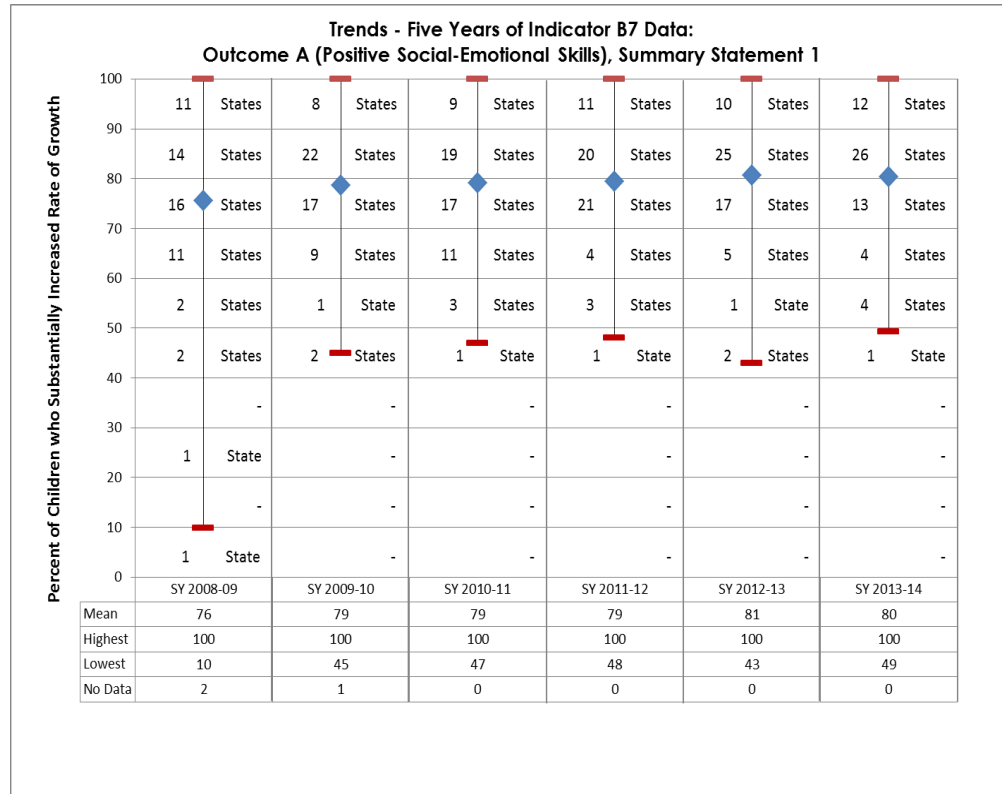 Trends - Five Years of Indicator B7 Data:
Outcome A (Positive Social-Emotional Skills), Summary Statement 1
Percent of Children who Substantially Increased Rate of Growth
100
11 States 8 States 9 States 11 States 10 States 12 States
90
14 States 22 States 19 States 20 States 25 States 26 States
80
16 States 17 States 17 States 21 States 17 States 13 States
70
11 States 9 States 11 States 4 States 5 States 4 States
60
2 States 1 State 3 States 3 States 1 State 4 States
50
2 States 2 States 1 State 1 State 2 States 1 State
40
- - - - - -
30
1 State - - - - -
20
- - - - - -
10
1 State - - - - -
0
SY 2008-09 SY 2009-10 SY 2010-11 SY 2011-12 SY 2012-13 SY 2013-14
Mean 76 79 79 79 81 80
Highest 100 100 100 100 100 100
Lowest 10 45 47 48 43 49
No Data 2 1 0 0 0 0